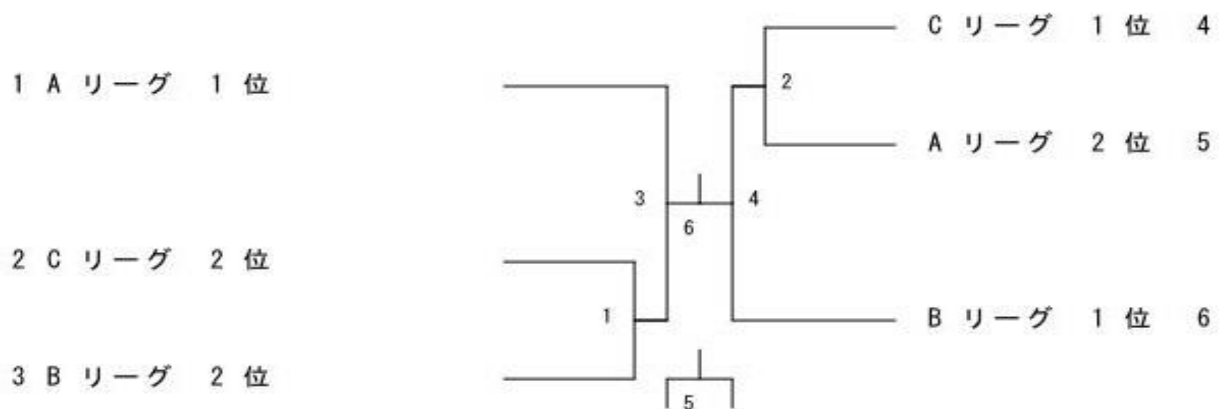 C リーグ 1 位 4
1 A リーグ 1 位
2
A リーグ 2 位 5
3
4
6
2 C リーグ 2 位
1
B リーグ 1 位 6
3 B リーグ 2 位
5